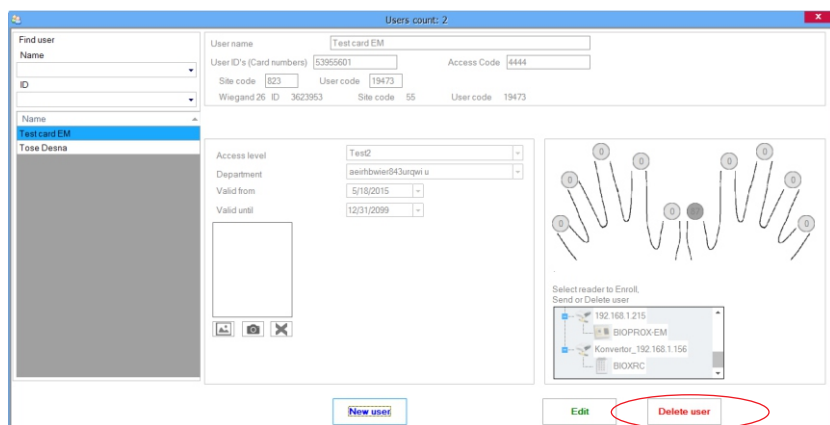 Users count: 2
x
Find user
Name
ID
Name
Test card EM
Tose Desna
User name Test card EM
User ID's (Card numbers) 53955601 Access Code 4444
Site code 823 User code 19473
Wiegand 26 ID 3623953 Site code 55 User code 19473
Access level Test2
Department aeirhbwier843urqwi u
Valid from 5/18/2015
Valid until 12/31/2099
0 0 0 0 0 0 0 0 0
Select reader to Enroll,
Send or Delete user
192.168.1.215
BIOPROX-EM
Konvertor_192.168.1.156
BIOXRC
New user Edit Delete user